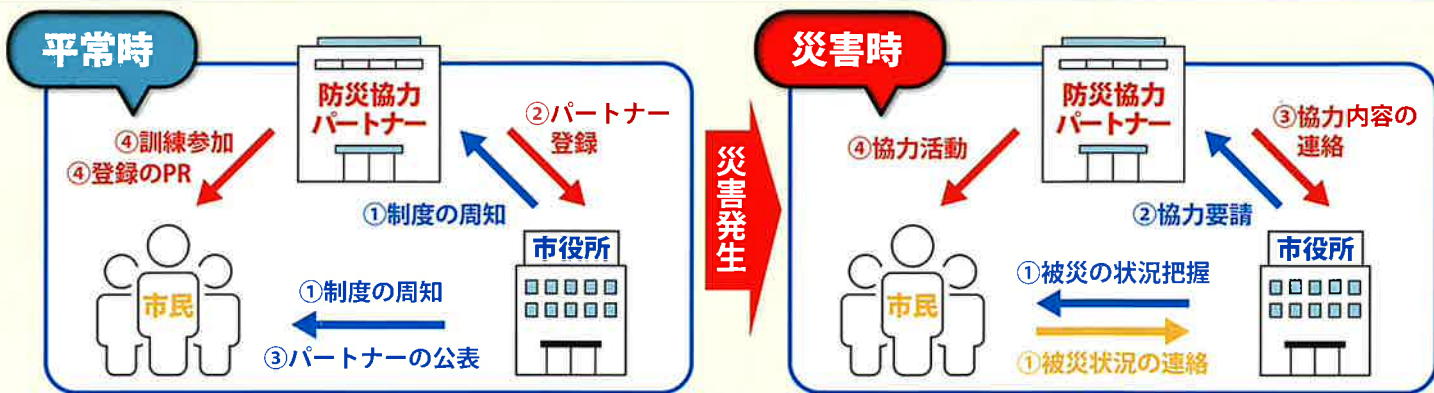 平常時
防災協力
パートナー
②パートナー
登録
④訓練参加
④登録のPR
①制度の周知
市役所
市民
①制度の周知
③パートナーの公表
災害発生
災害時
防災協力
パートナー
③協力内容の
連絡
④協力活動
②協力要請
市役所
①被災の状況把握
市民
①被災状況の連絡